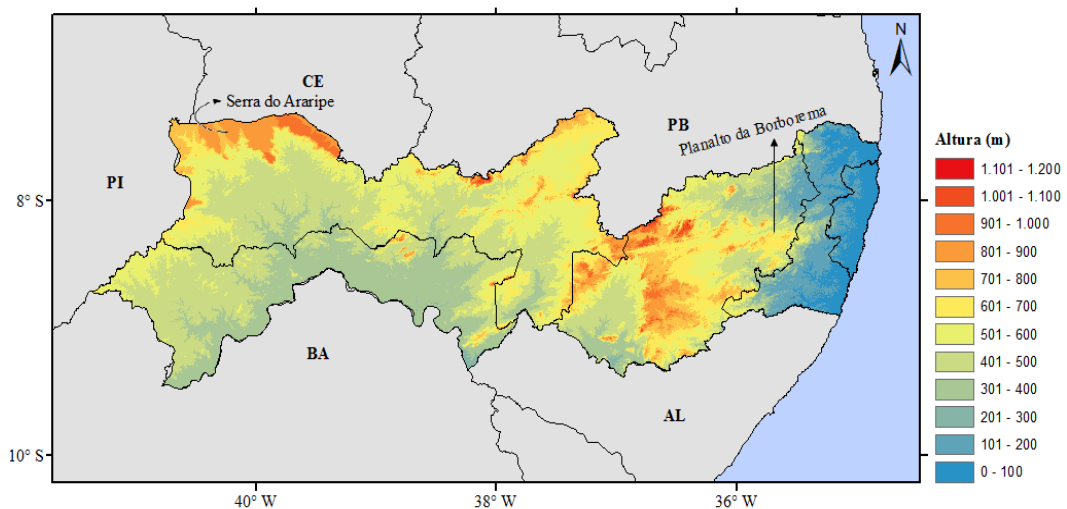 N
CE
Serra do Araripe
PB
Planalto da Borborema
PI
BA
AL
8° S
10° S
40° W
38° W
36° W
Altura (m)
1.101 - 1.200
1.001 - 1.100
901 - 1.000
801 - 900
701 - 800
601 - 700
501 - 600
401 - 500
301 - 400
201 - 300
101 - 200
0 - 100